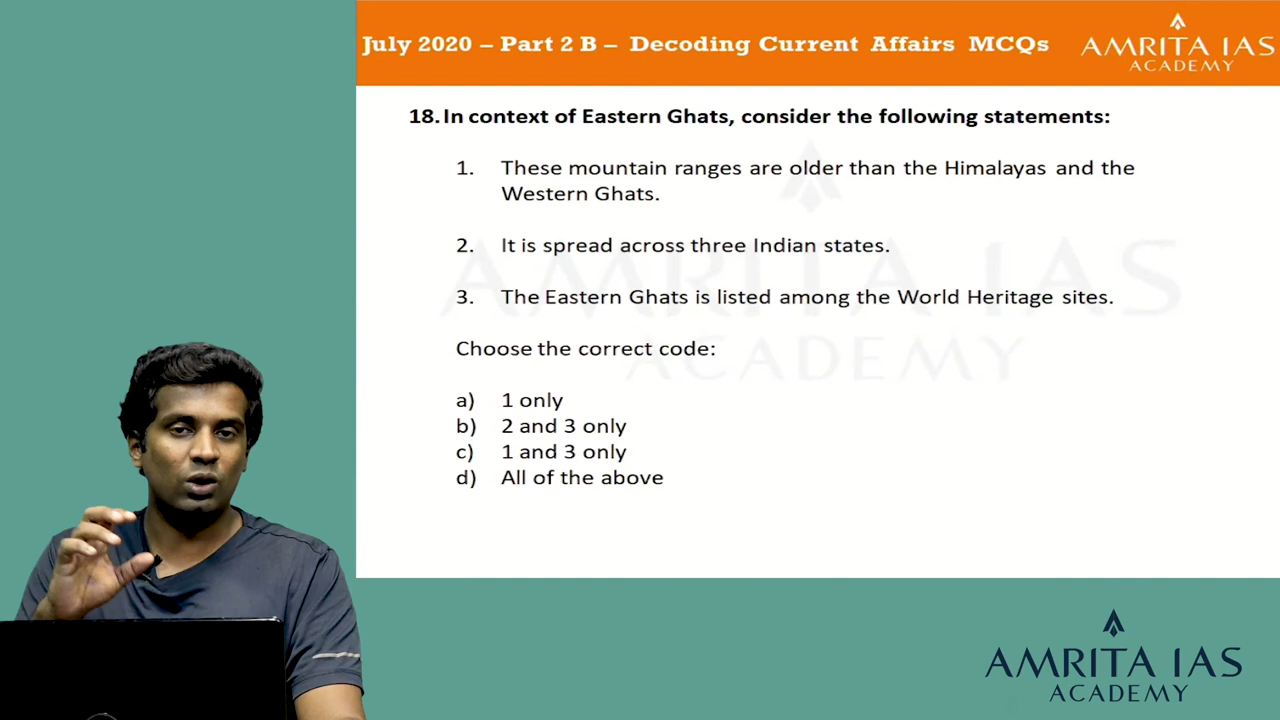 July 2020 – Part 2 B – Decoding Current Affairs MCQs
AMRITA IAS
ACADEMY
18. In context of Eastern Ghats, consider the following statements:
1. These mountain ranges are older than the Himalayas and the
Western Ghats.
2. It is spread across three Indian states.
3. The Eastern Ghats is listed among the World Heritage sites.
Choose the correct code:
a) 1 only
b) 2 and 3 only
c) 1 and 3 only
d) All of the above
AMRITA IAS
ACADEMY
AMRITA IAS
ACADEMY